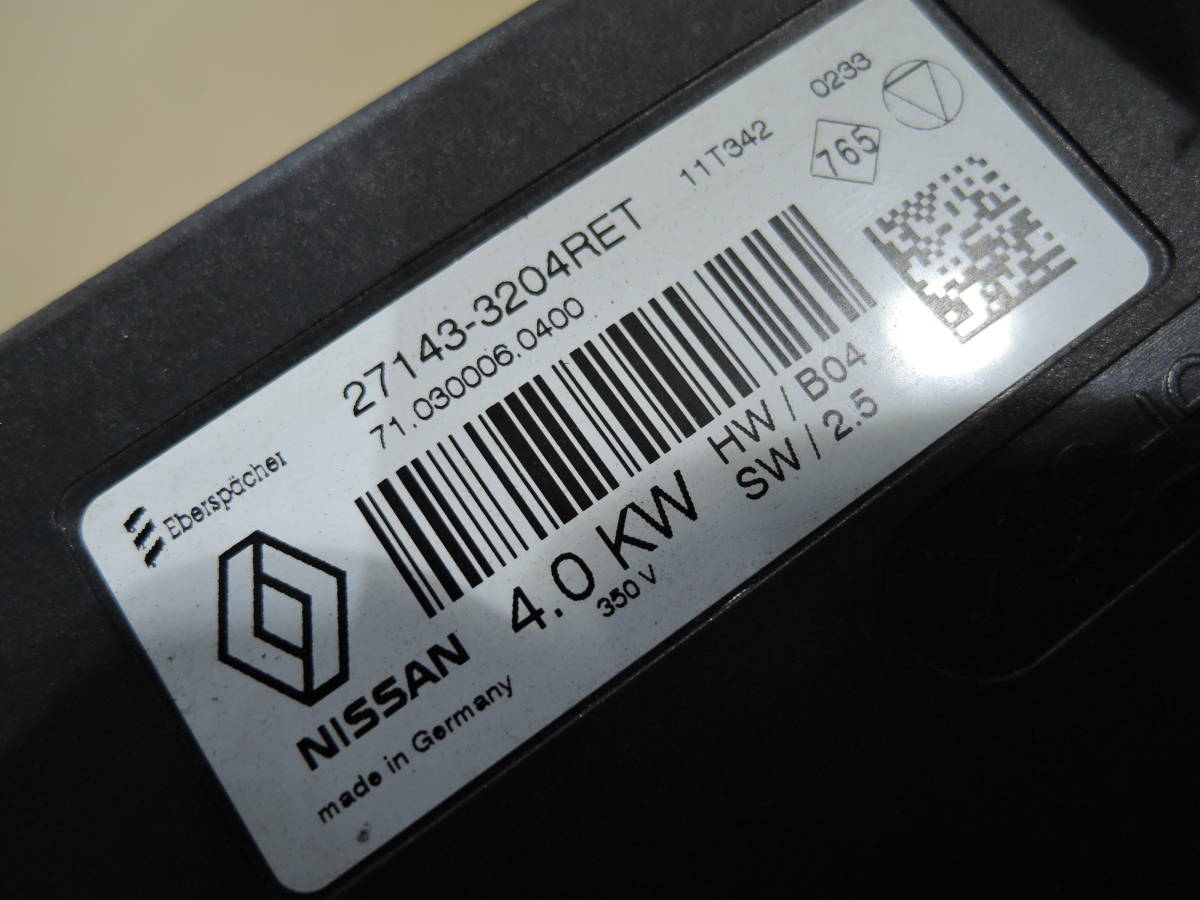 0233
11T342
765
27143-3204RET
71.030006.0400
Eberspächer
HW / B04
SW / 2.5
4.0 KW
350 V
NISSAN
made in Germany